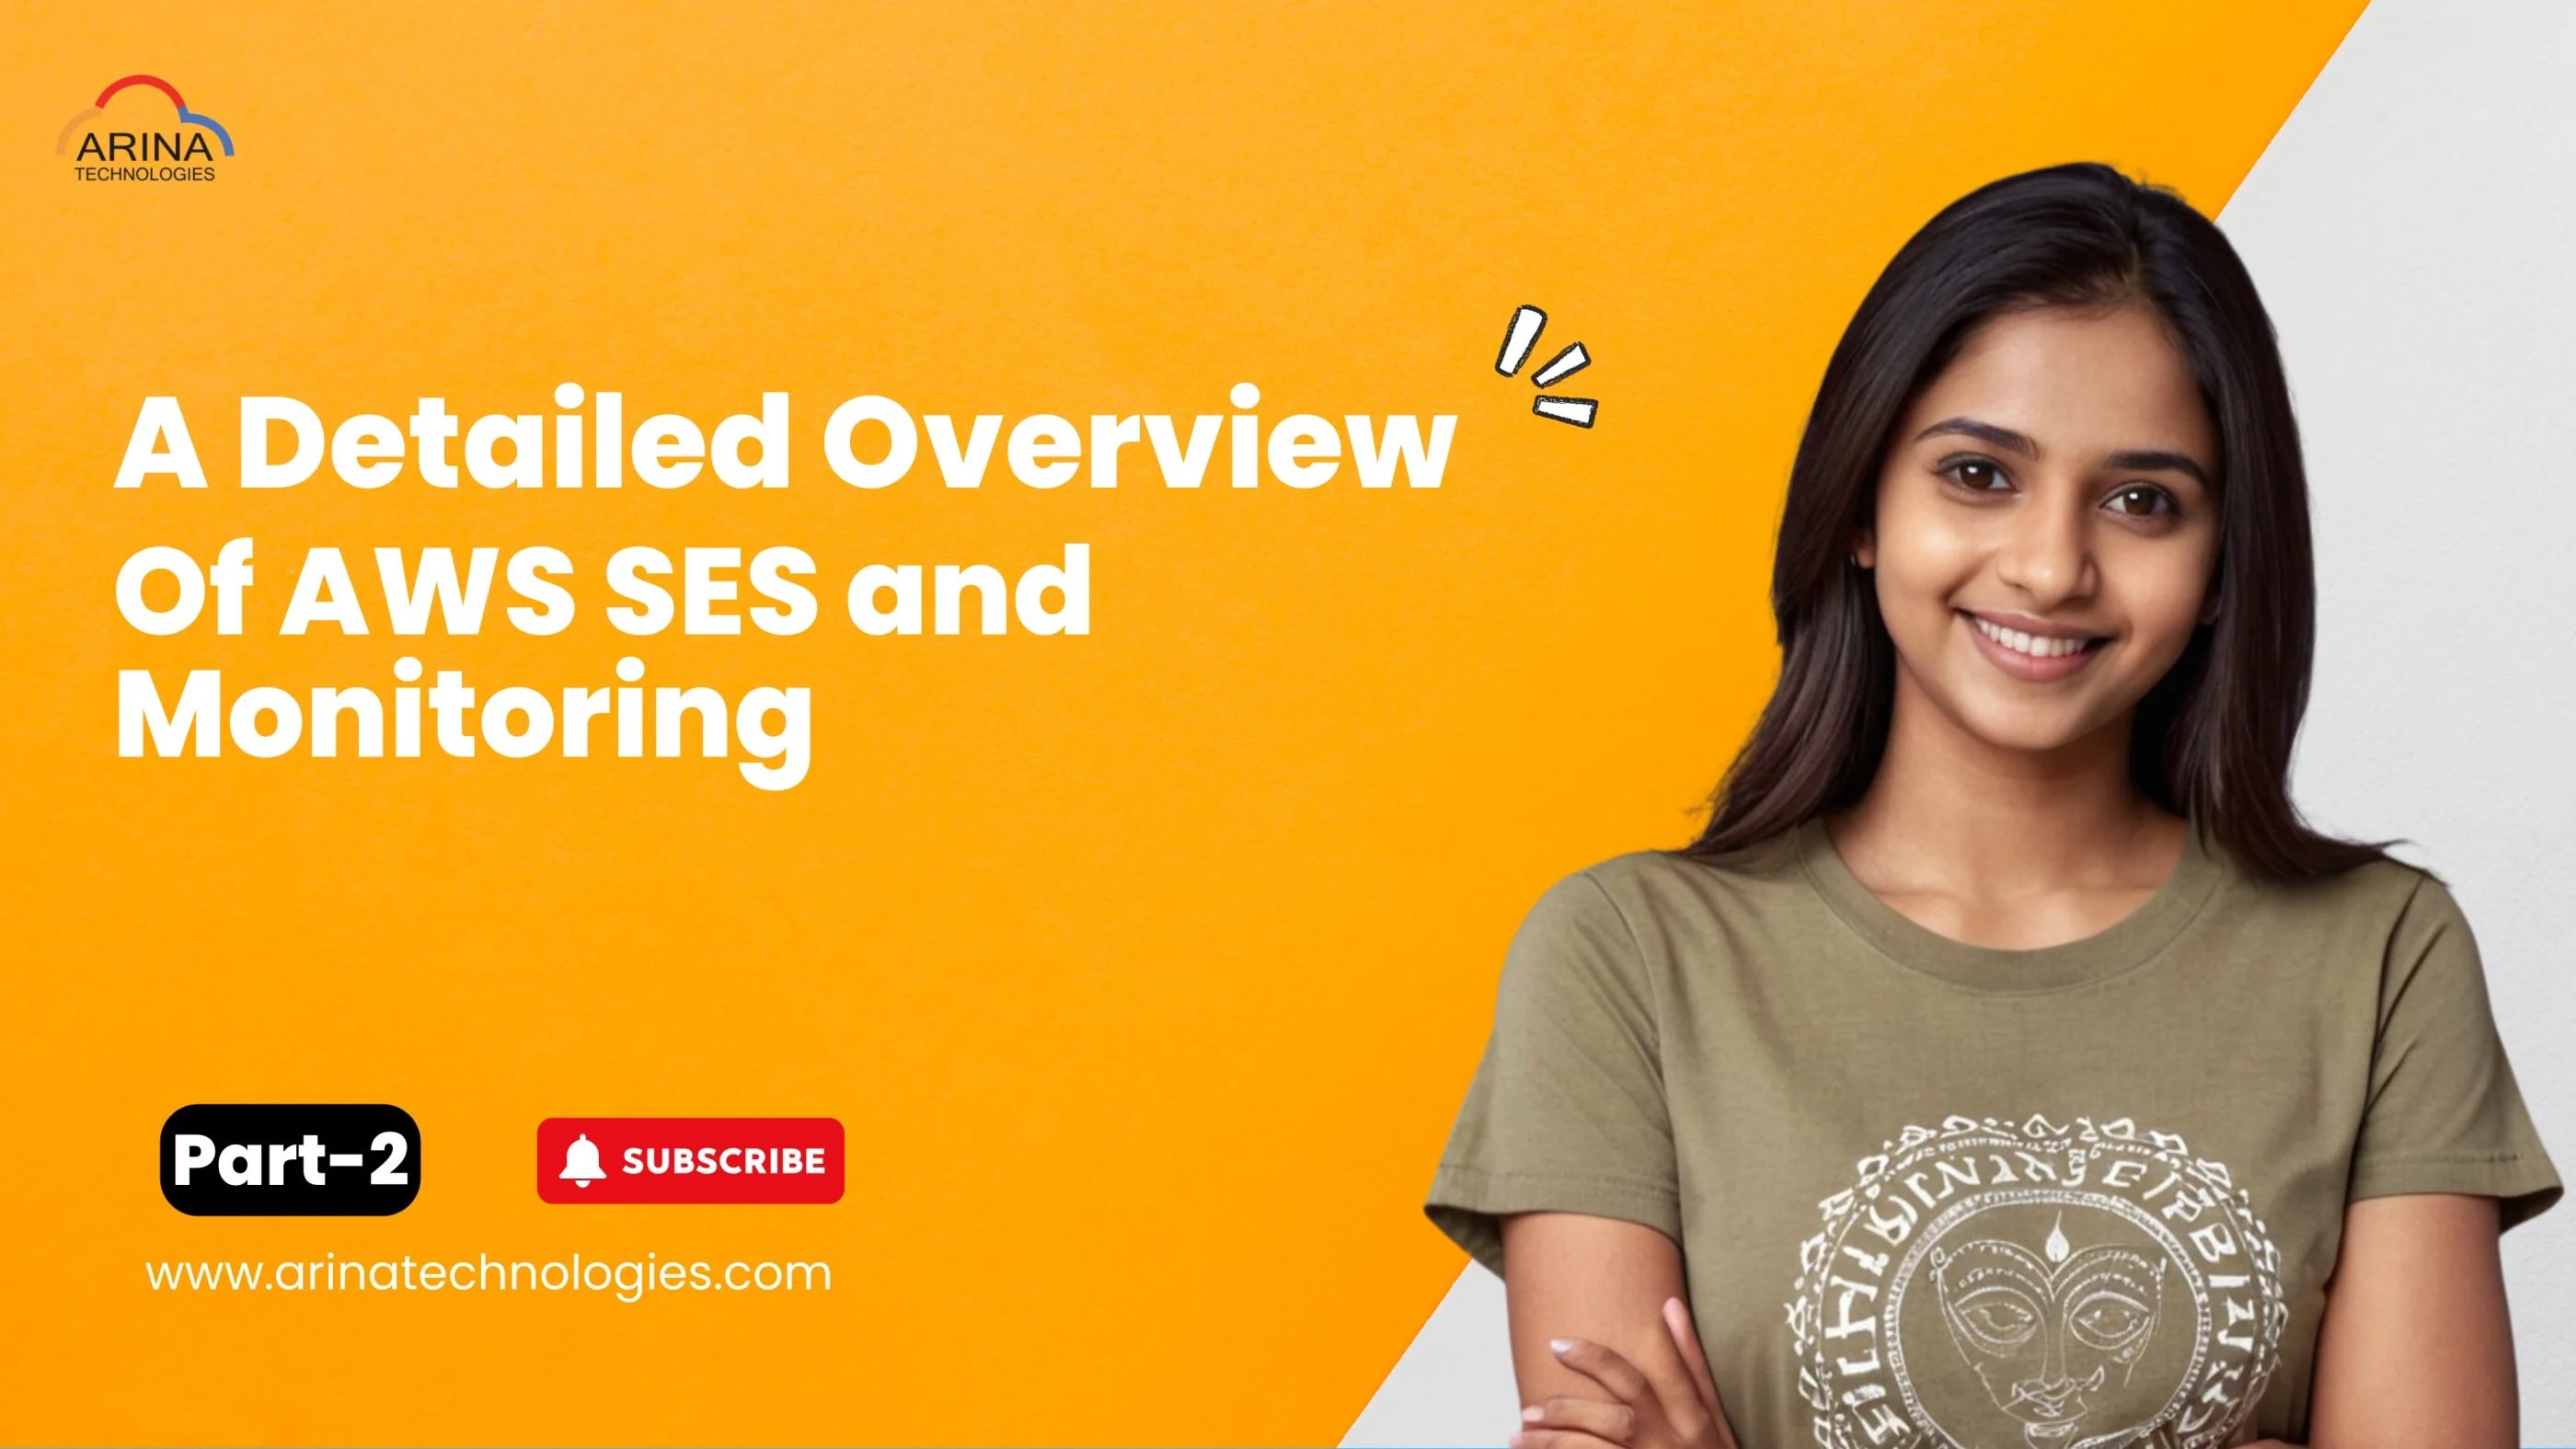 ARINA
TECHNOLOGIES
A Detailed Overview
Of AWS SES and
Monitoring
Part-2
SUBSCRIBE
www.arinatechnologies.com